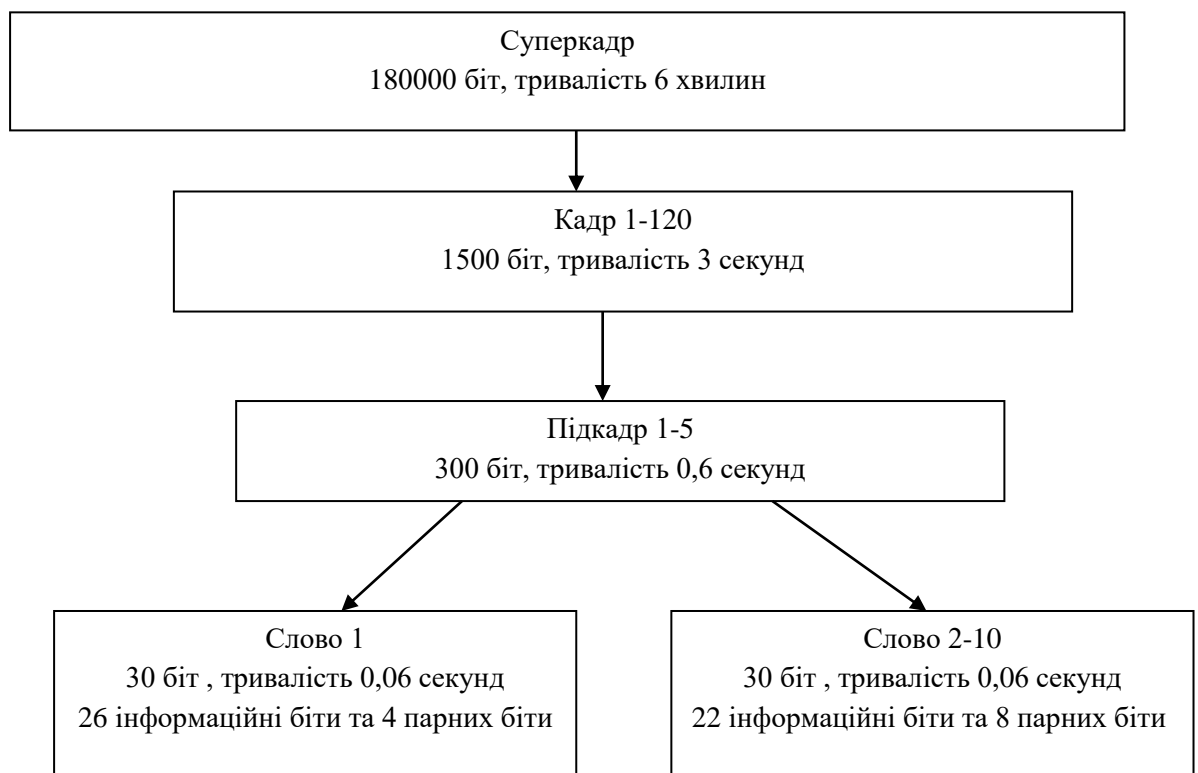 Суперкадр
180000 біт, тривалість 6 хвилин
Кадр 1-120
1500 біт, тривалість 3 секунд
Підкадр 1-5
300 біт, тривалість 0,6 секунд
Слово 1
30 біт , тривалість 0,06 секунд
26 інформаційні біти та 4 парних біти
Слово 2-10
30 біт , тривалість 0,06 секунд
22 інформаційні біти та 8 парних біти